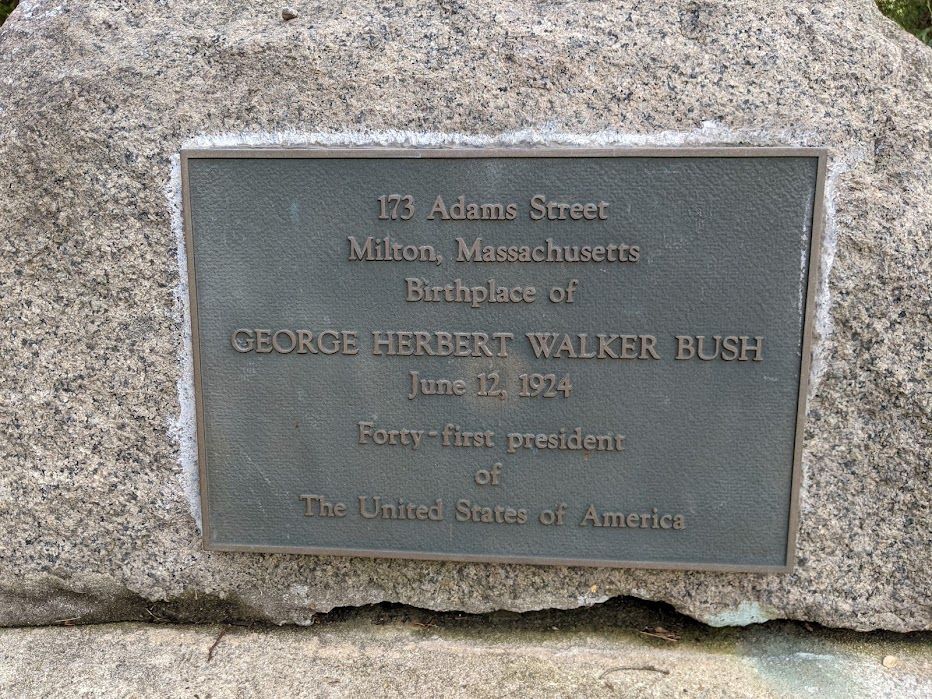 173 Adams Street
Milton, Massachusetts
Birthplace of
GEORGE HERBERT WALKER BUSH
June 12, 1924
Forty-first president
of
The United States of America